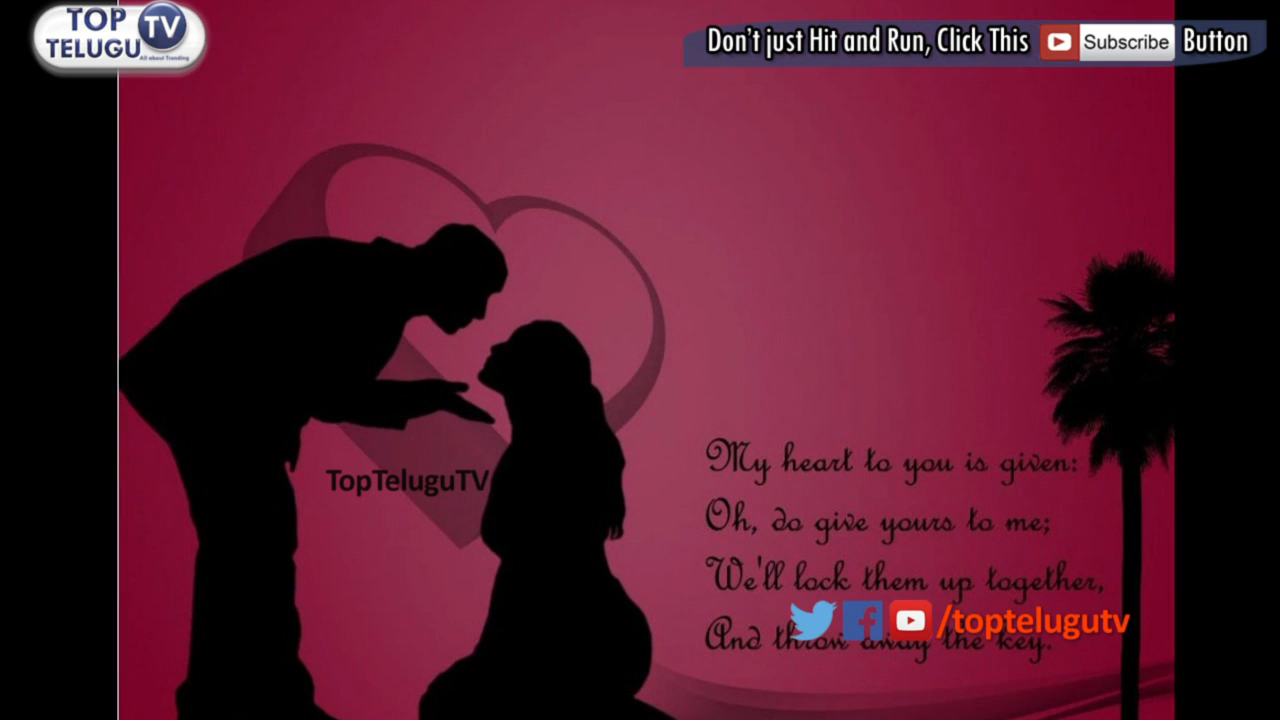 TOP
TELUGU TV
All about Trending
Don't just Hit and Run, Click This Subscribe Button
TopTeluguTV
My heart to you is given:
Oh, do give yours to me;
We'll lock them up together,
And throw away the key.
/toptelugutv